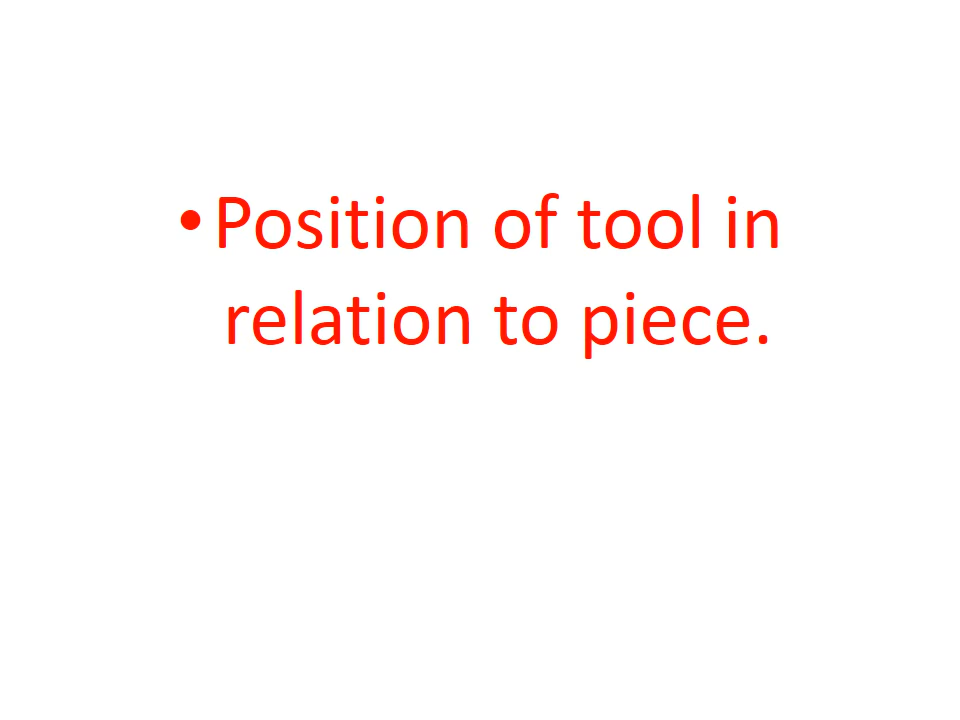 • Position of tool in
relation to piece.